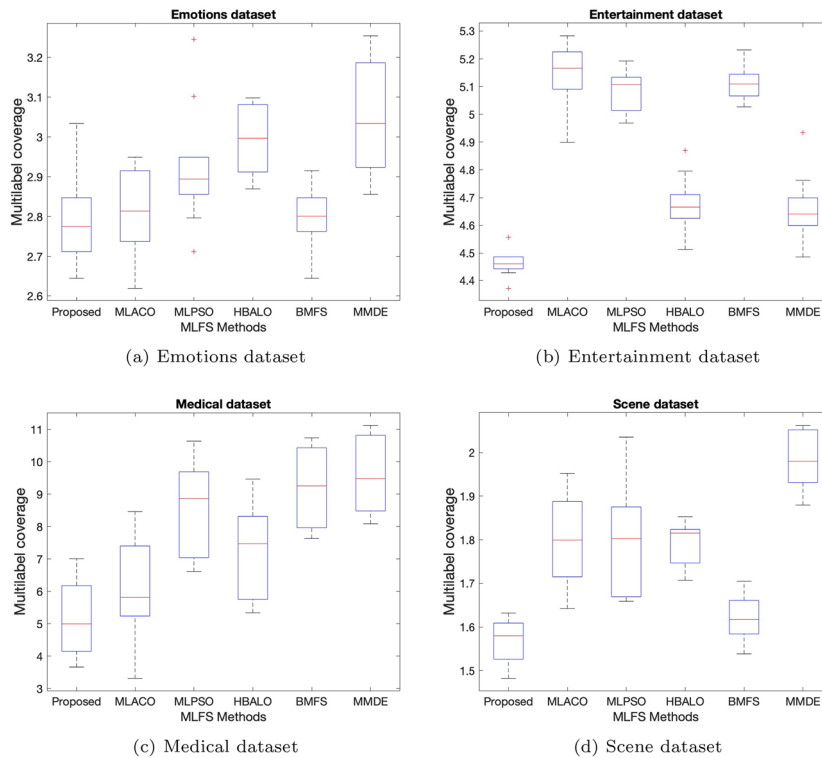 Emotions dataset
3.2
3.1
3
2.9
2.8
2.7
2.6
Multilabel coverage
Proposed MLACO MLPSO HBALO BMFS MMDE
MLFS Methods
(a) Emotions dataset
Entertainment dataset
5.3
5.2
5.1
5
4.9
4.8
4.7
4.6
4.5
4.4
Multilabel coverage
Proposed MLACO MLPSO HBALO BMFS MMDE
MLFS Methods
(b) Entertainment dataset
Medical dataset
11
10
9
8
7
6
5
4
3
Multilabel coverage
Proposed MLACO MLPSO HBALO BMFS MMDE
MLFS Methods
(c) Medical dataset
Scene dataset
2
1.9
1.8
1.7
1.6
1.5
Multilabel coverage
Proposed MLACO MLPSO HBALO BMFS MMDE
MLFS Methods
(d) Scene dataset